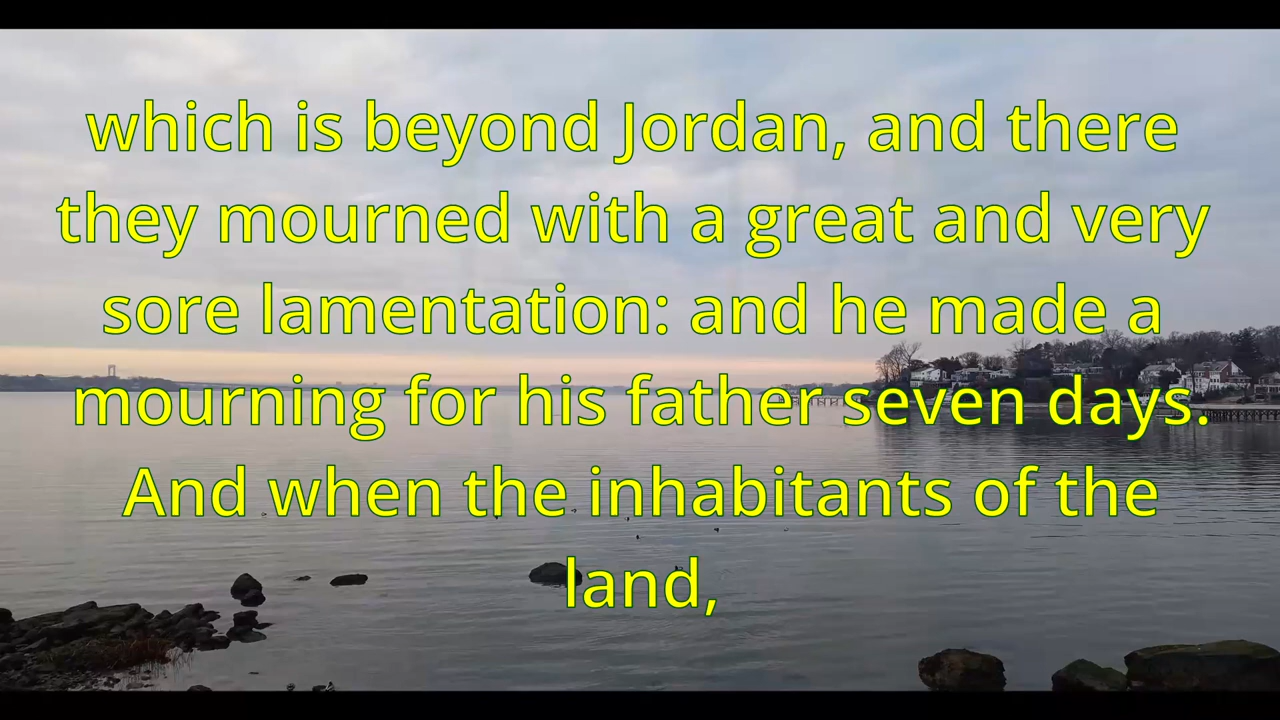 which is beyond Jordan, and there
they mourned with a great and very
sore lamentation: and he made a
mourning for his father seven days.
And when the inhabitants of the
land,